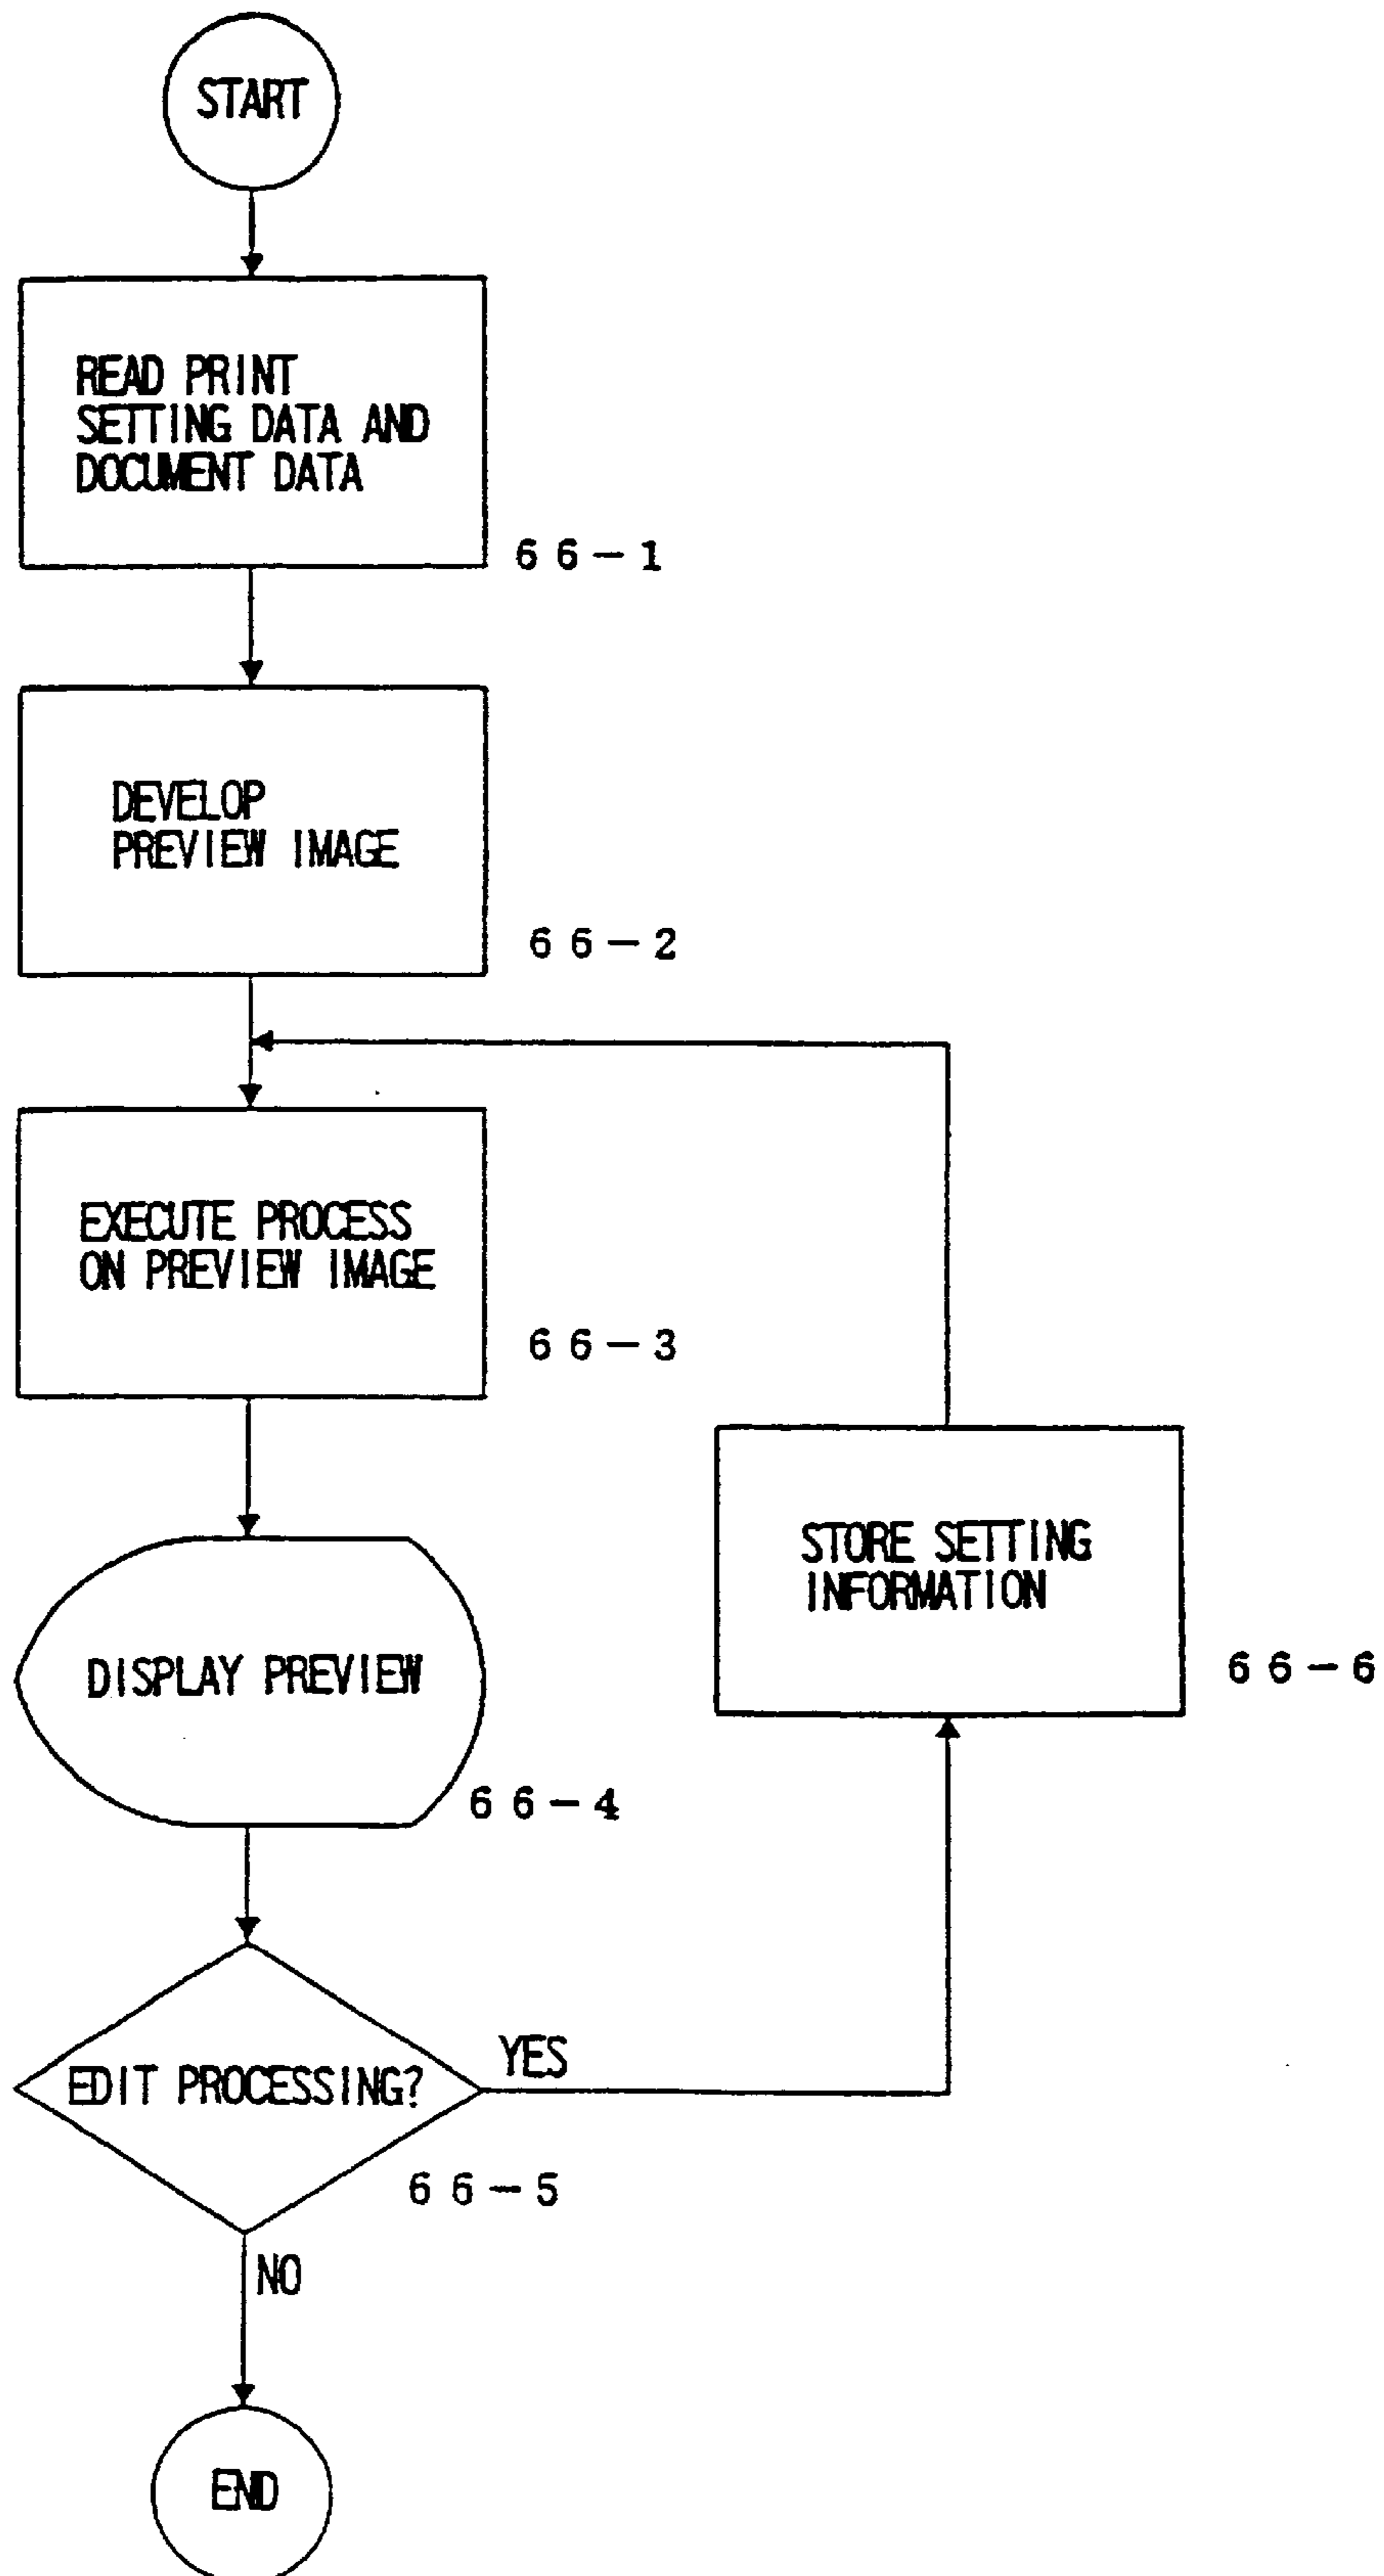 START
READ PRINT
SETTING DATA AND
DOCUMENT DATA
66-1
DEVELOP
PREVIEW IMAGE
66-2
EXECUTE PROCESS
ON PREVIEW IMAGE
66-3
STORE SETTING
INFORMATION
66-6
DISPLAY PREVIEW
66-4
EDIT PROCESSING?
YES
66-5
NO
END